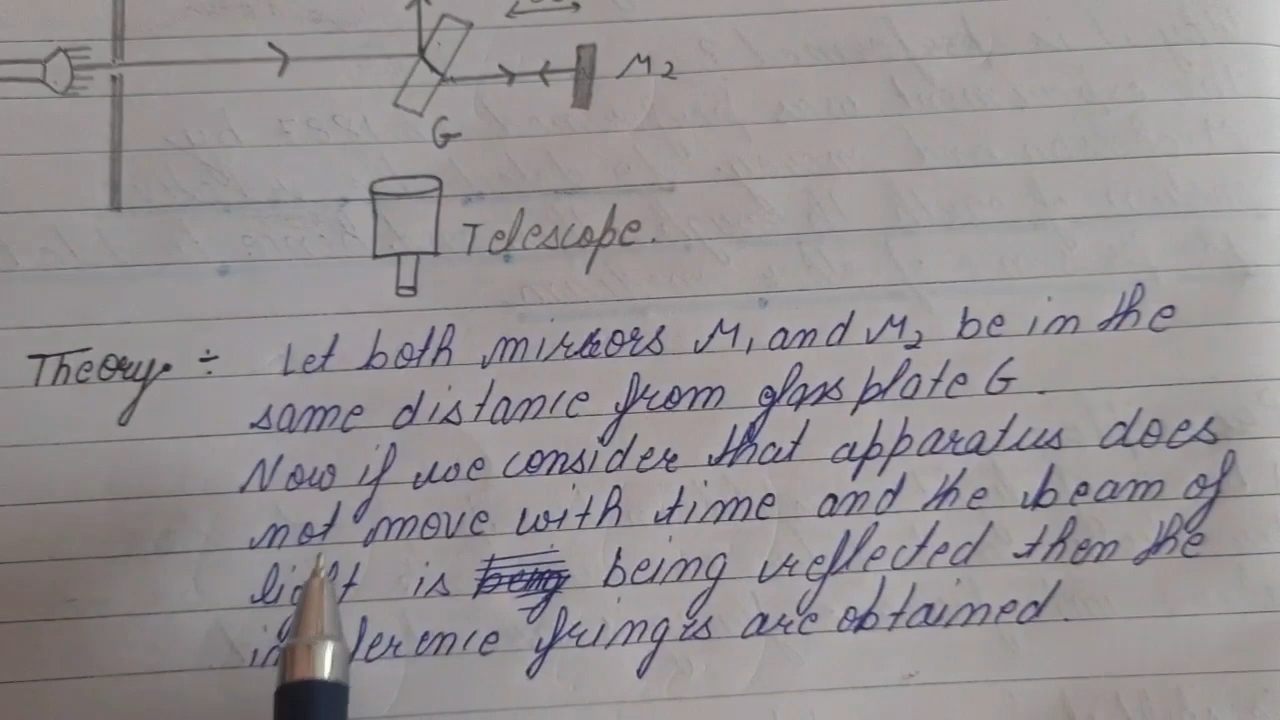 M2
G
Telescope.
Theory ÷ Let both mirrors M1 and M2 be in the
same distance from glass plate G.
Now if we consider that apparatus does
not move with time and the beam of
light is being reflected then the
fringes are obtained.